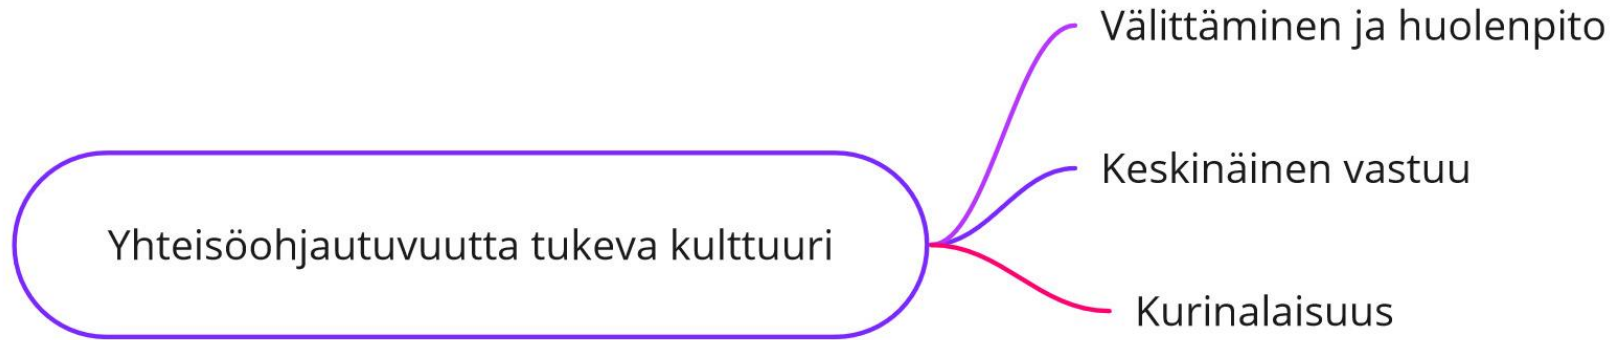 Välittäminen ja huolenpito
Keskinäinen vastuu
Yhteisöohjautuvuutta tukeva kulttuuri
Kurinalaisuus